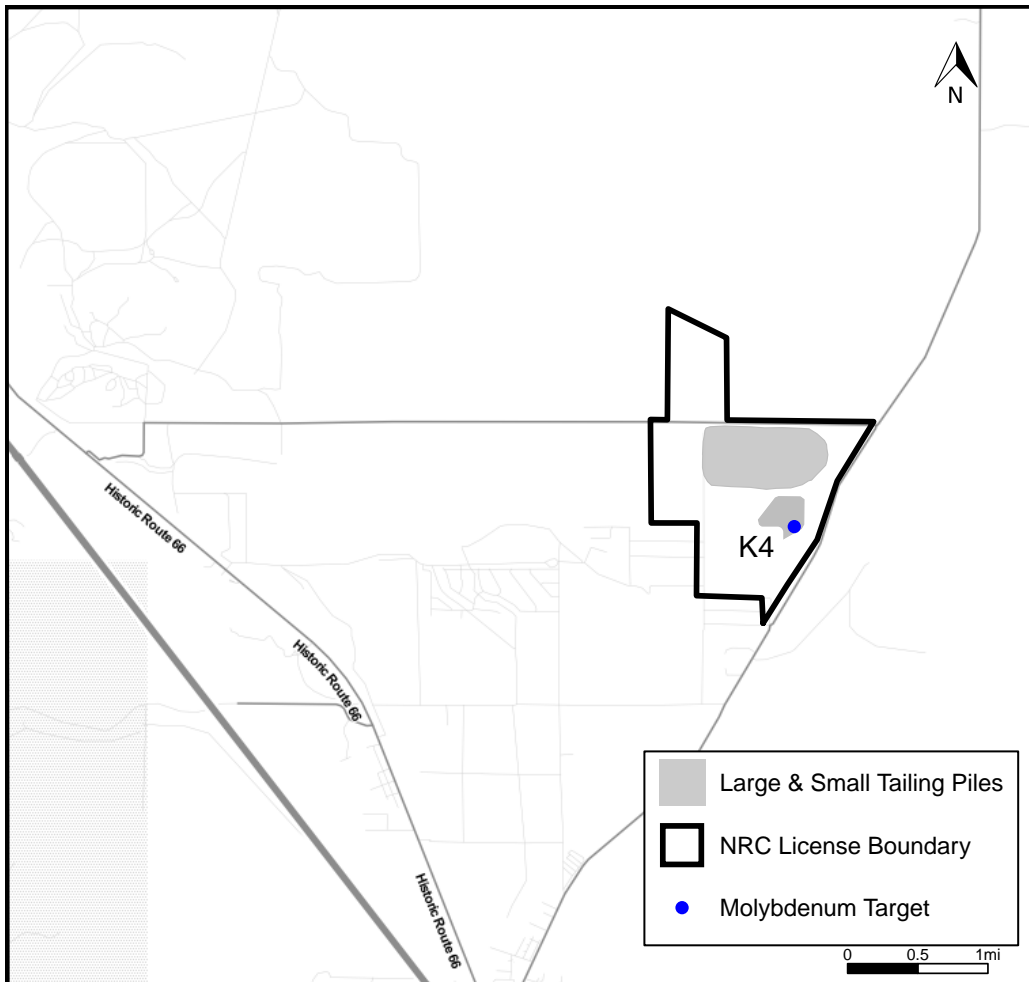 N
K4
Historic Route 66
Historic Route 66
Historic Route 66
Large & Small Tailing Piles
NRC License Boundary
Molybdenum Target
0 0.5 1mi